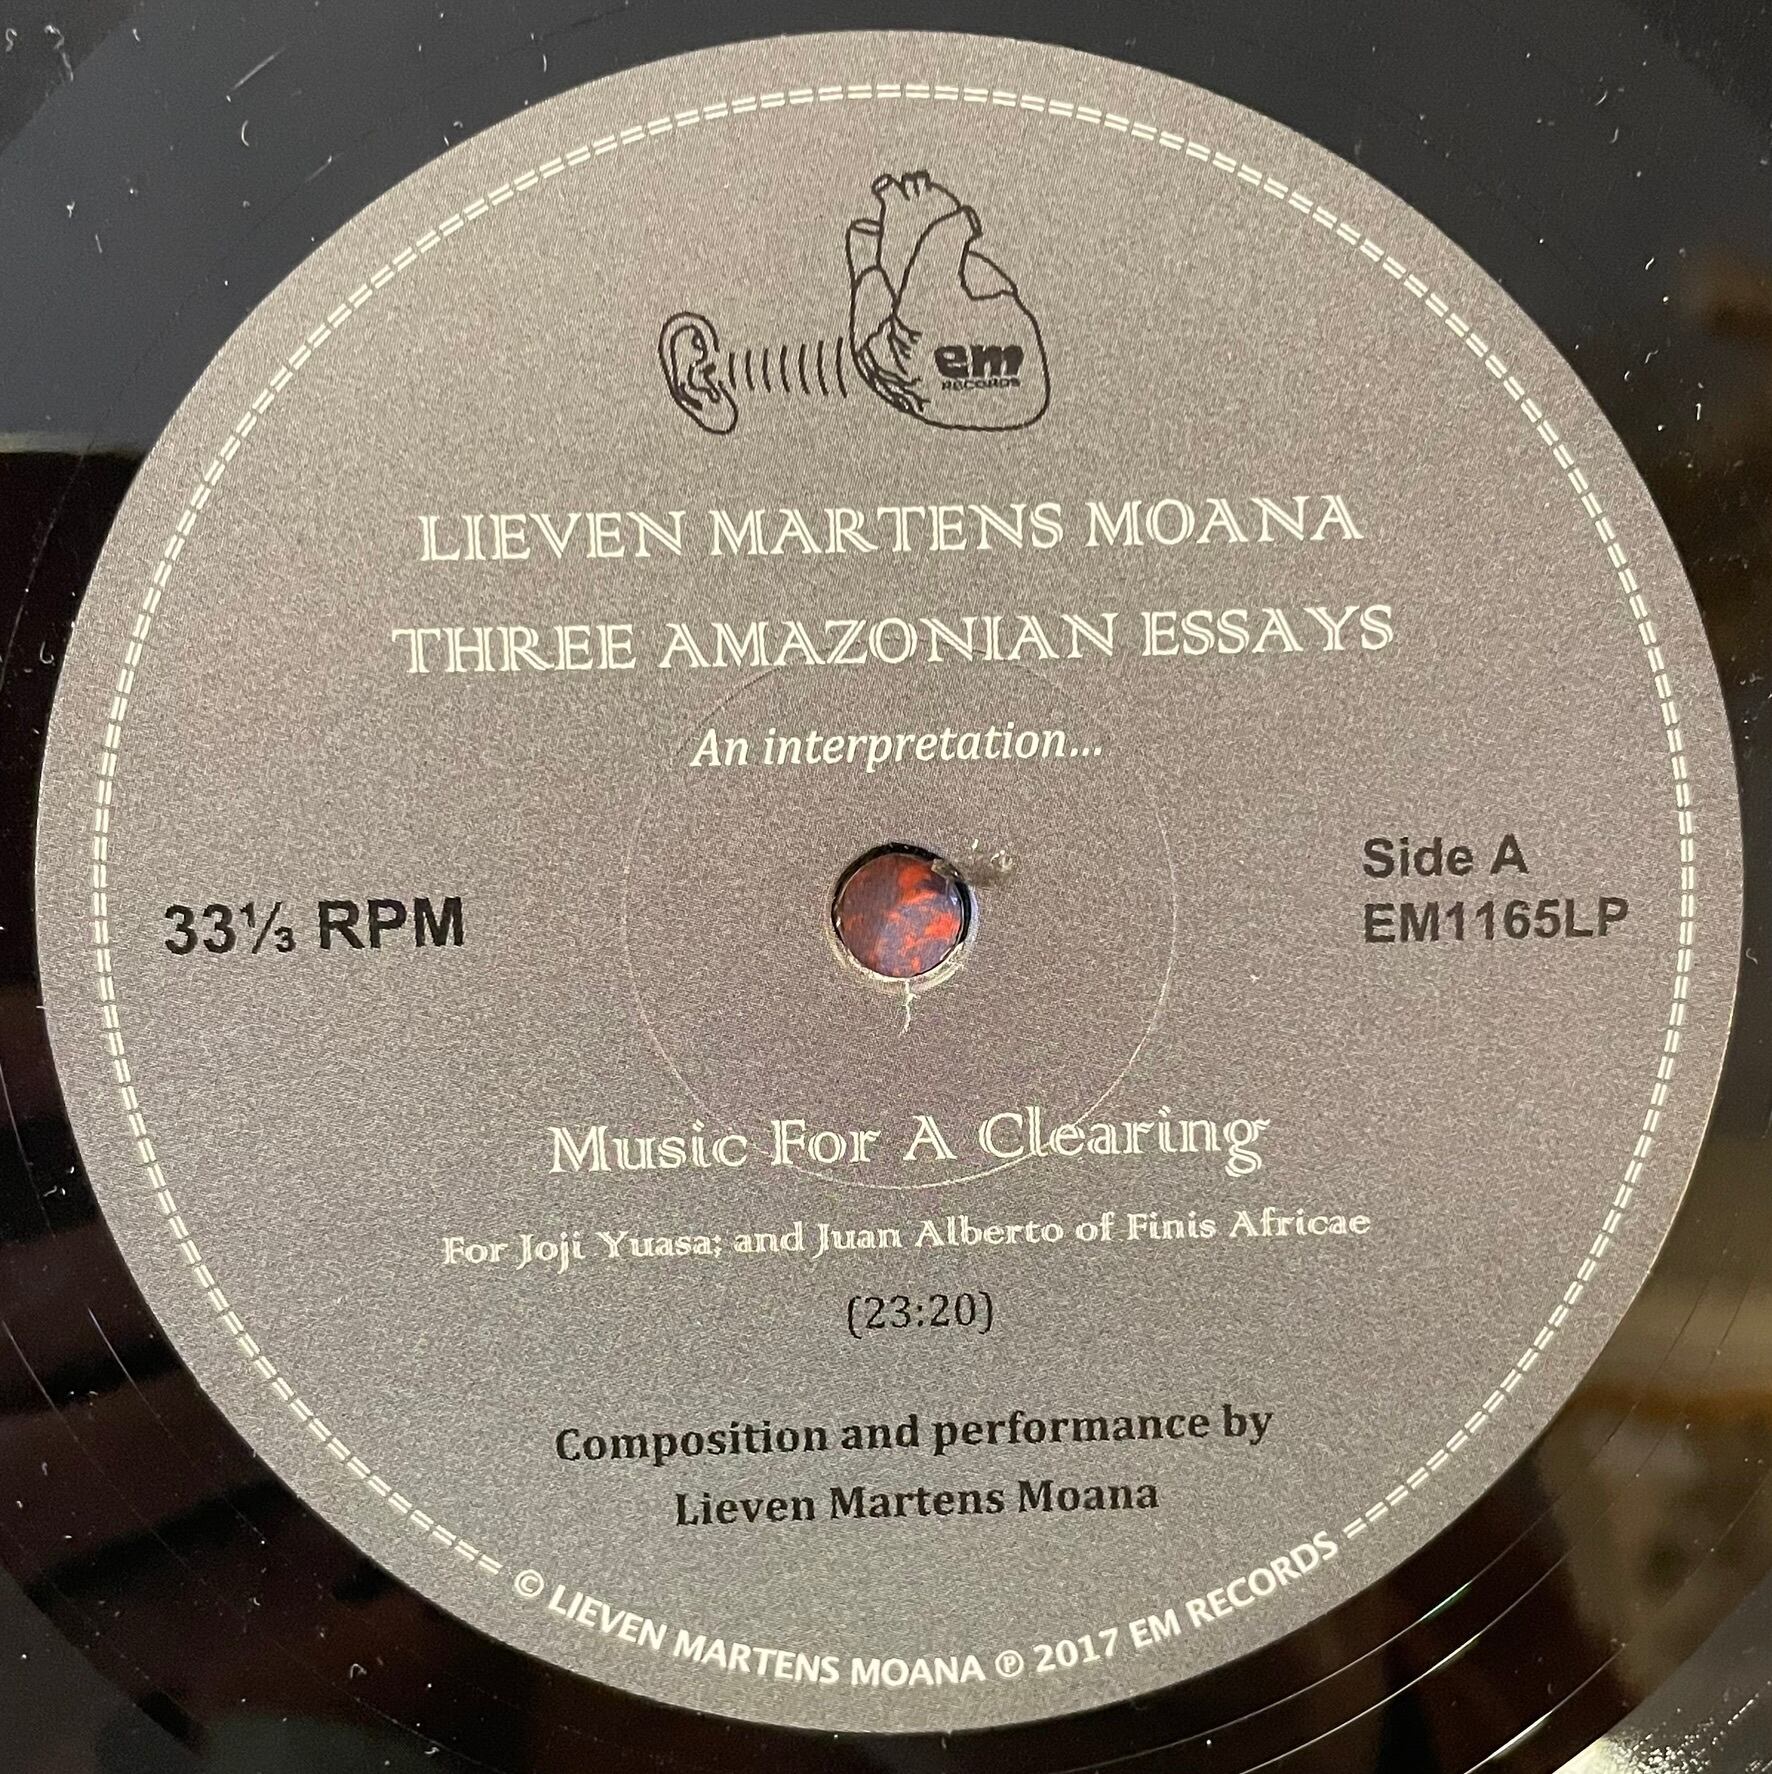 em
RECORDS
LIEVEN MARTENS MOANA
THREE AMAZONIAN ESSAYS
An interpretation...
33⅓ RPM
Side A
EM1165LP
Music For A Clearing
For Joji Yuasa; and Juan Alberto of Finis Africae
(23:20)
Composition and performance by
Lieven Martens Moana
© LIEVEN MARTENS MOANA ℗ 2017 EM RECORDS